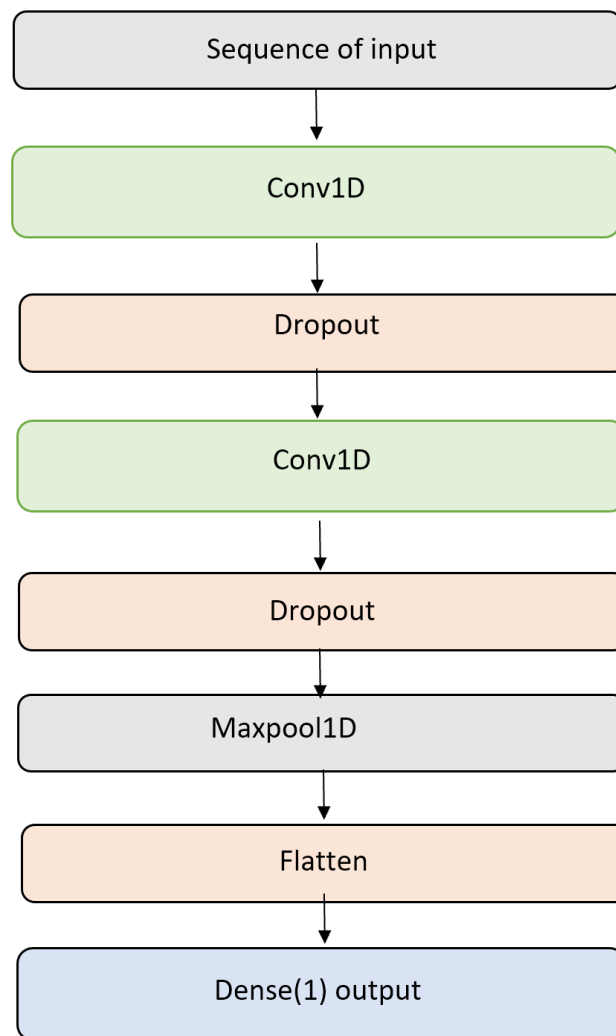 Sequence of input
Conv1D
Dropout
Conv1D
Dropout
Maxpool1D
Flatten
Dense(1) output